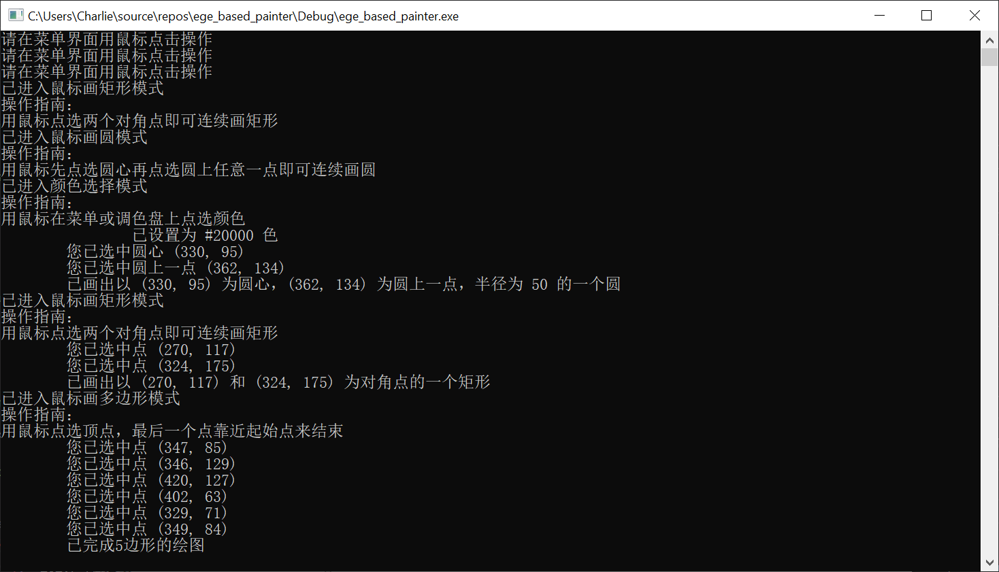 C:\Users\Charlie\source\repos\ege_based_painter\Debug\ege_based_painter.exe
请在菜单界面用鼠标点击操作
请在菜单界面用鼠标点击操作
请在菜单界面用鼠标点击操作
已进入鼠标画矩形模式
操作指南：
用鼠标点选两个对角点即可连续画矩形
已进入鼠标画圆模式
操作指南：
用鼠标先点选圆心再点选圆上任意一点即可连续画圆
已进入颜色选择模式
操作指南：
用鼠标在菜单或调色盘上点选颜色
已设置为 #20000 色
您已选中圆心 (330, 95)
您已选中圆上一点 (362, 134)
已画出以 (330, 95) 为圆心，(362, 134) 为圆上一点，半径为 50 的一个圆
已进入鼠标画矩形模式
操作指南：
用鼠标点选两个对角点即可连续画矩形
您已选中点 (270, 117)
您已选中点 (324, 175)
已画出以 (270, 117) 和 (324, 175) 为对角点的一个矩形
已进入鼠标画多边形模式
操作指南：
用鼠标点选顶点，最后一个点靠近起始点来结束
您已选中点 (347, 85)
您已选中点 (346, 129)
您已选中点 (420, 127)
您已选中点 (402, 63)
您已选中点 (329, 71)
您已选中点 (349, 84)
已完成5边形的绘图